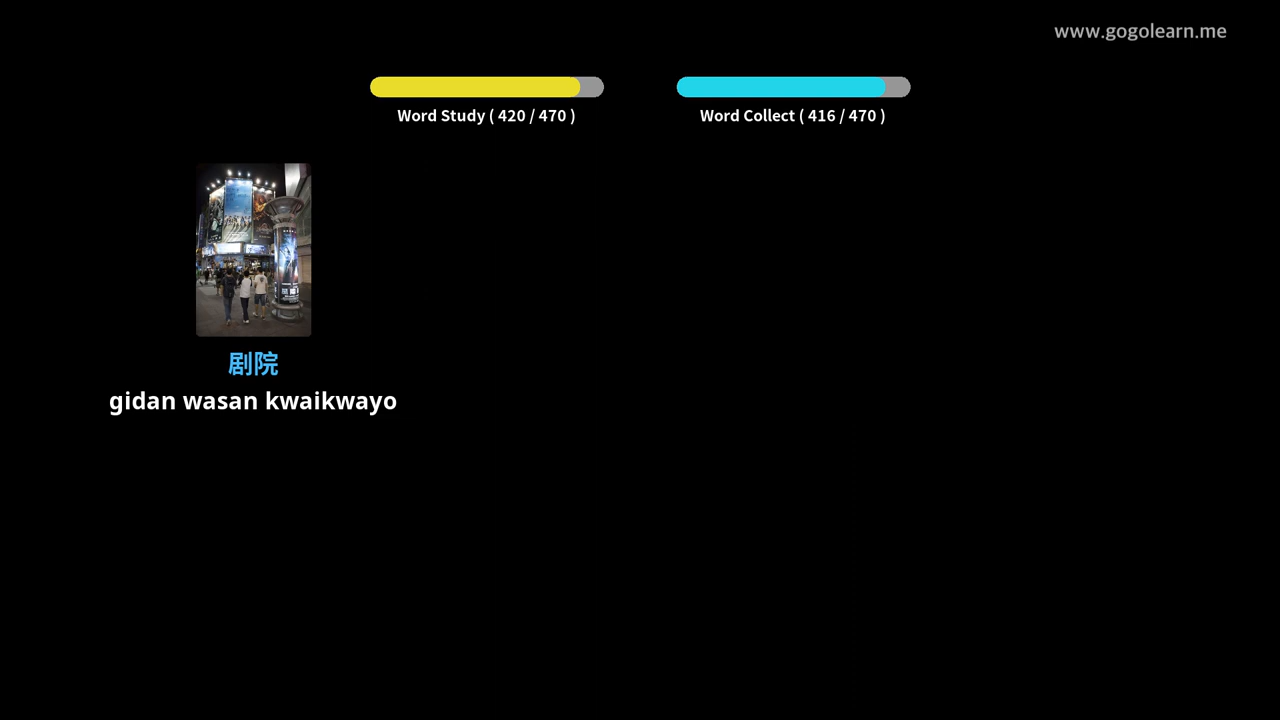 www.gogolearn.me
Word Study ( 420 / 470 )
Word Collect ( 416 / 470 )
剧院
gidan wasan kwaikwayo